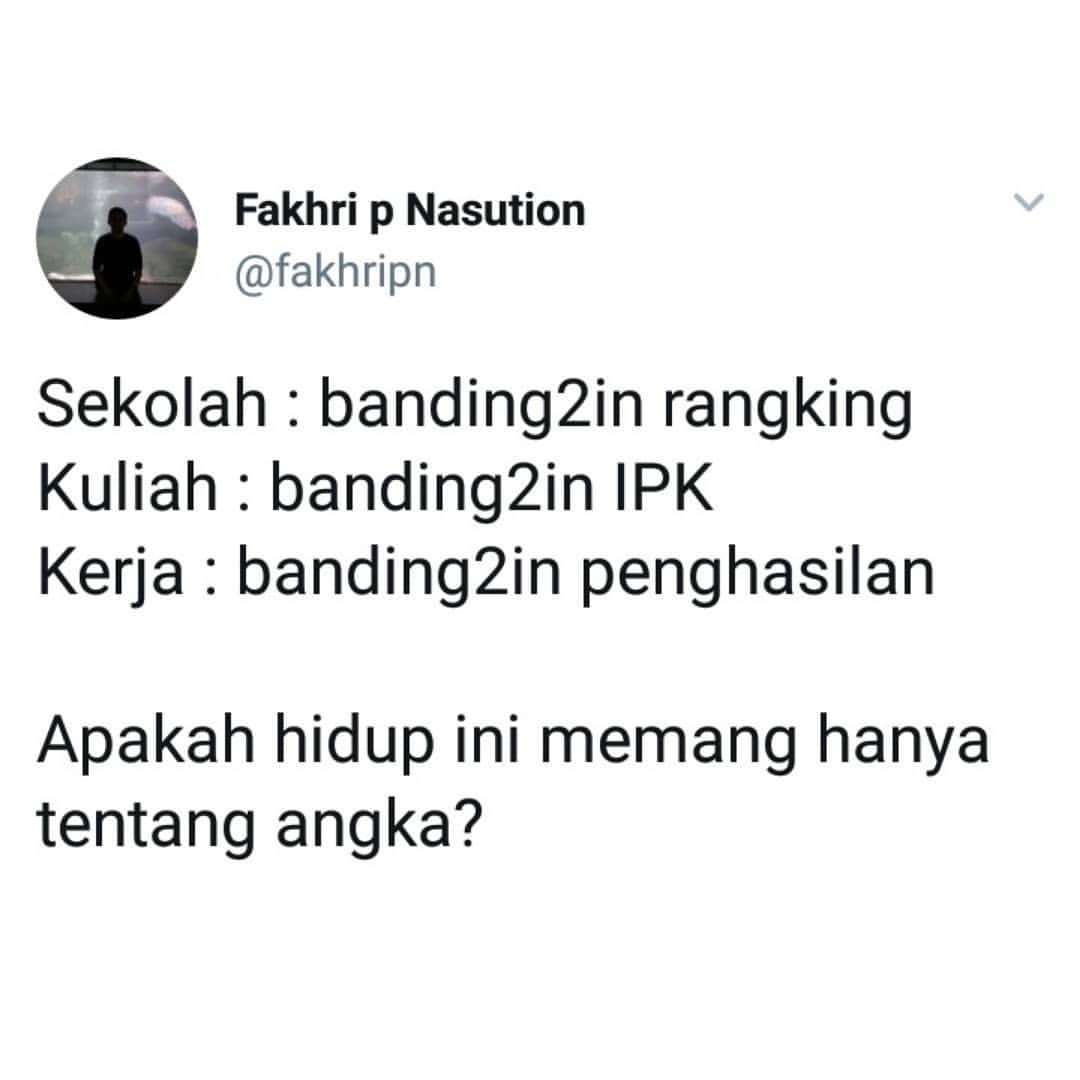 Fakhri p Nasution
@fakhripn
Sekolah : banding2in rangking
Kuliah : banding2in IPK
Kerja : banding2in penghasilan
Apakah hidup ini memang hanya
tentang angka?